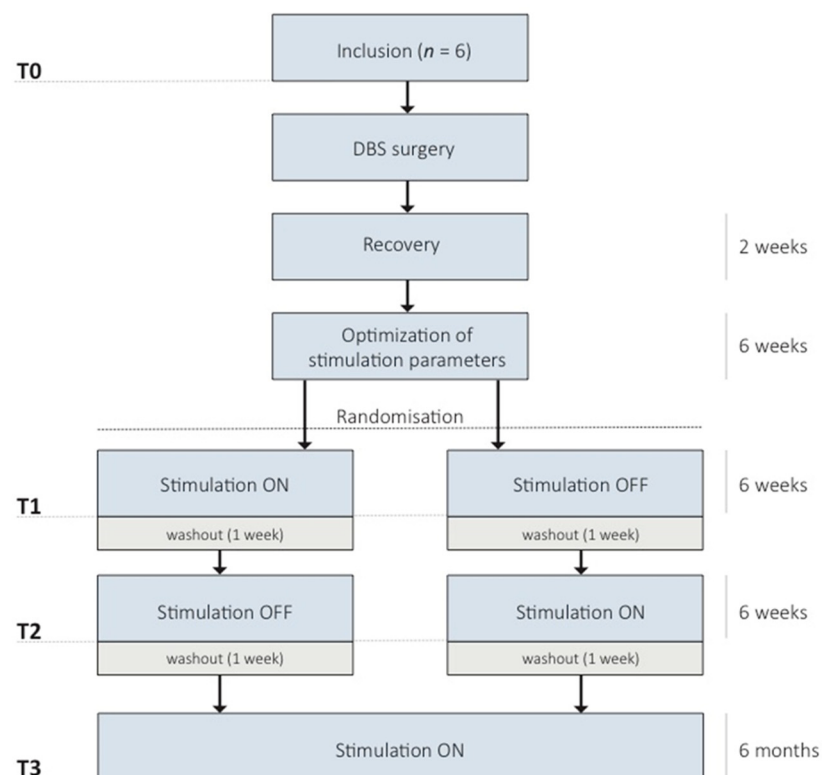 Inclusion (n = 6)
T0
DBS surgery
Recovery
2 weeks
Optimization of
stimulation parameters
6 weeks
Randomisation
Stimulation ON
Stimulation OFF
6 weeks
T1
washout (1 week)
washout (1 week)
Stimulation OFF
Stimulation ON
6 weeks
T2
washout (1 week)
washout (1 week)
Stimulation ON
6 months
T3